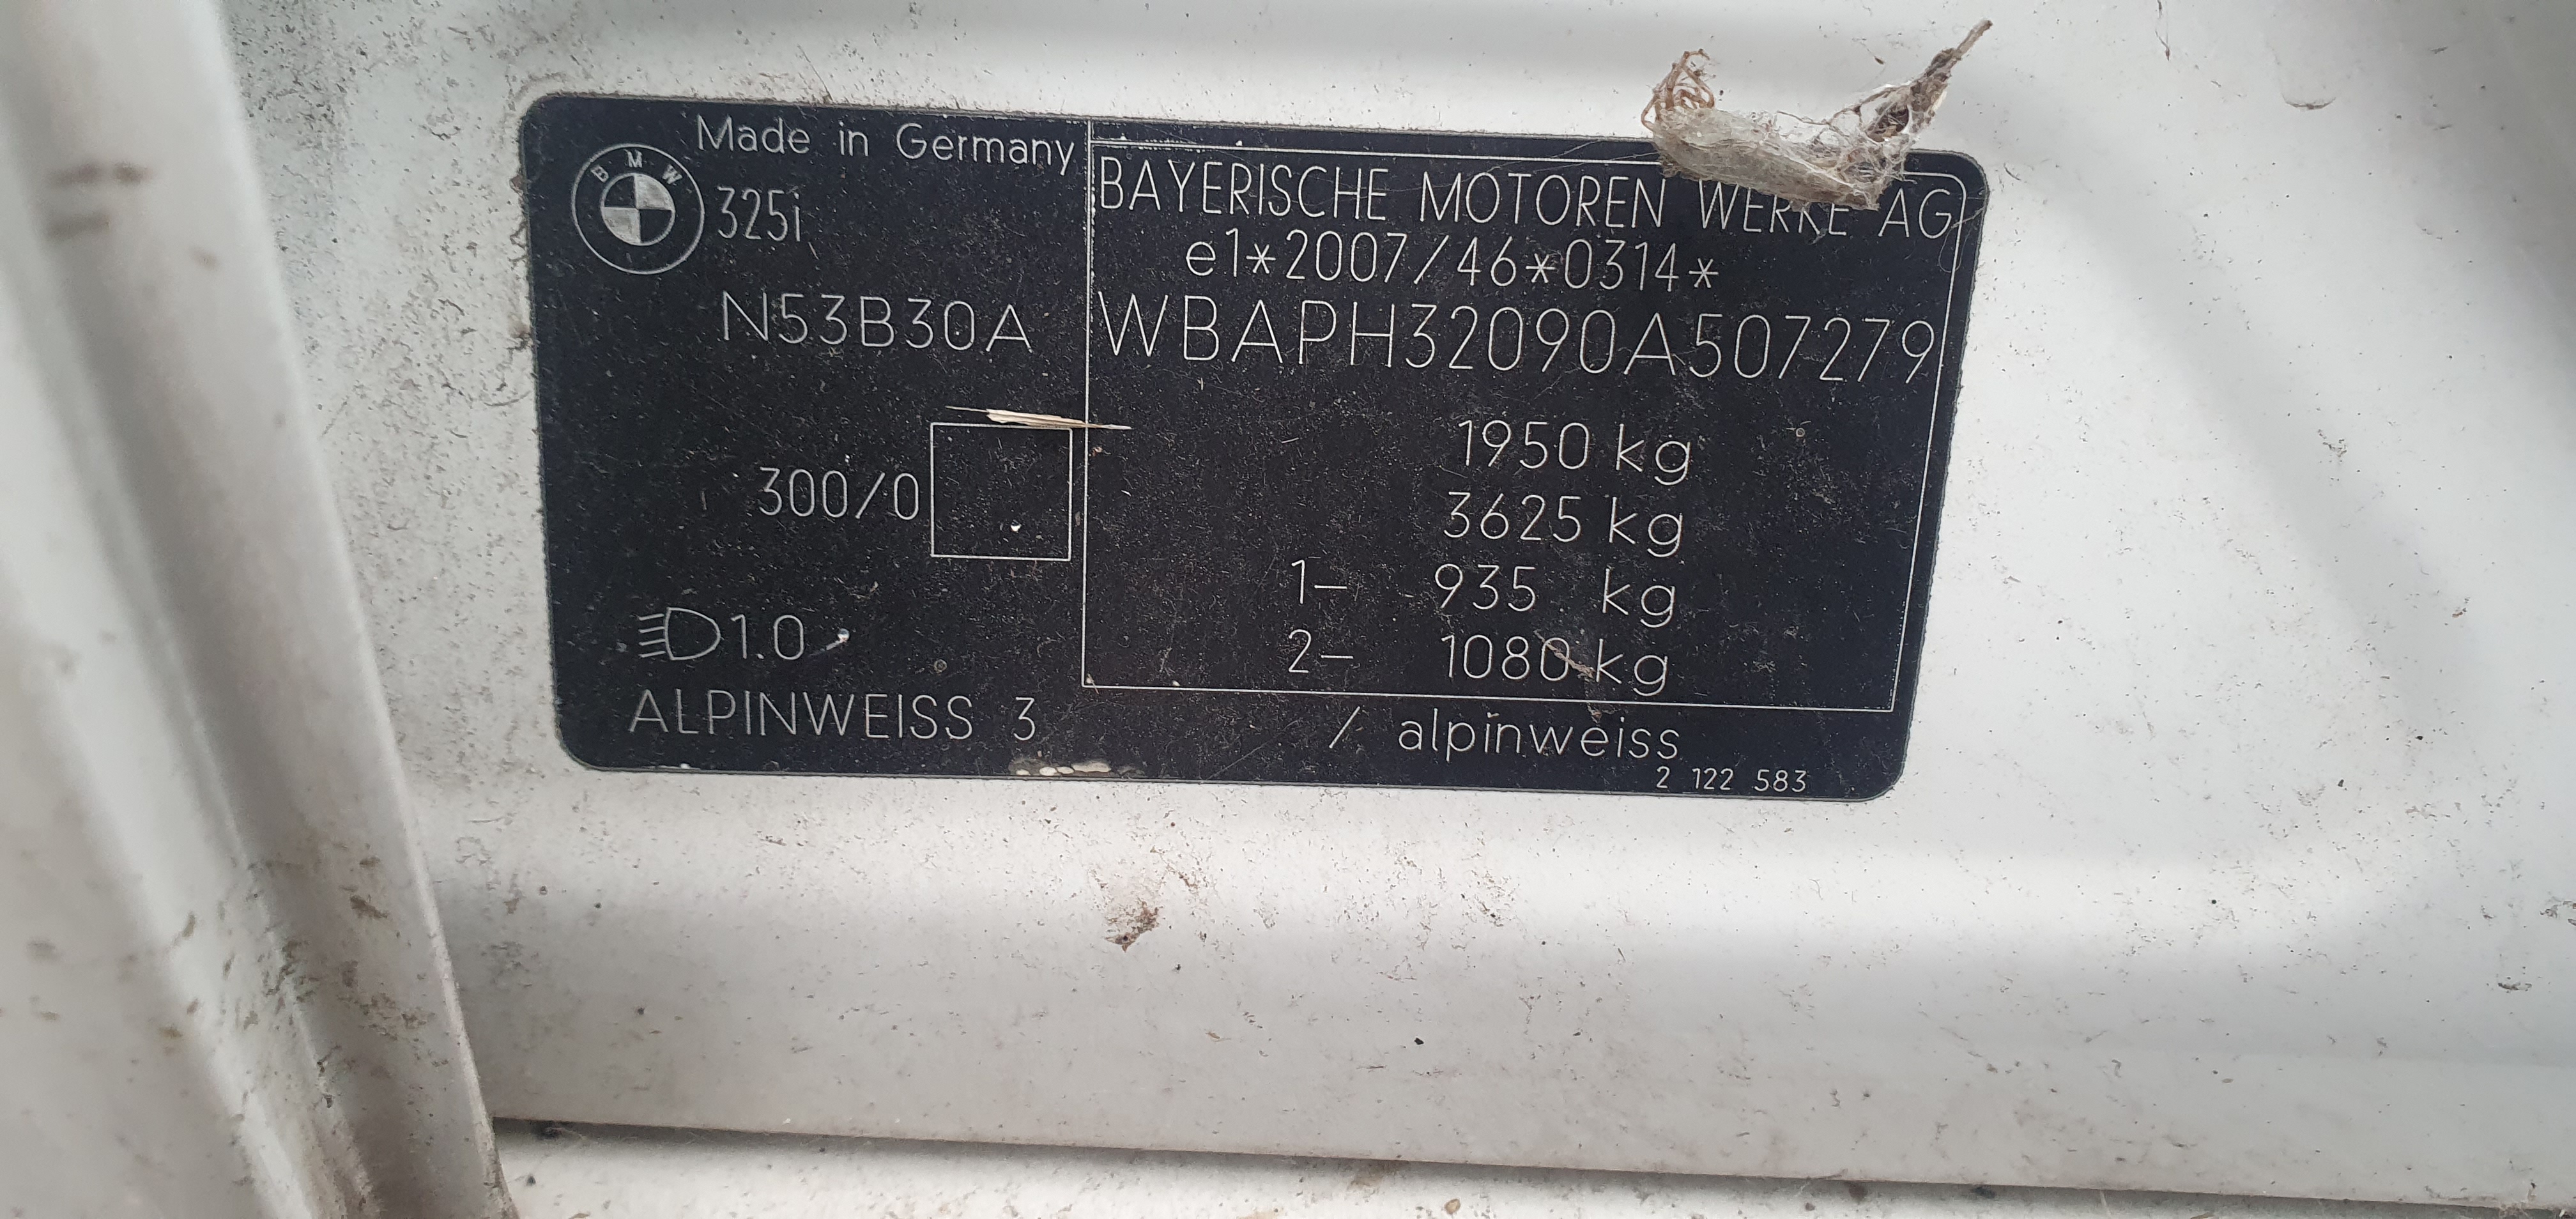 Made in Germany
BMW
325i
N53B30A
300/0
1.0
ALPINWEISS 3 / alpinweiss
BAYERISCHE MOTOREN WERKE AG
e1*2007/46*0314*
WBAPH32090A507279
1950 kg
3625 kg
1- 935 kg
2- 1080 kg
2 122 583